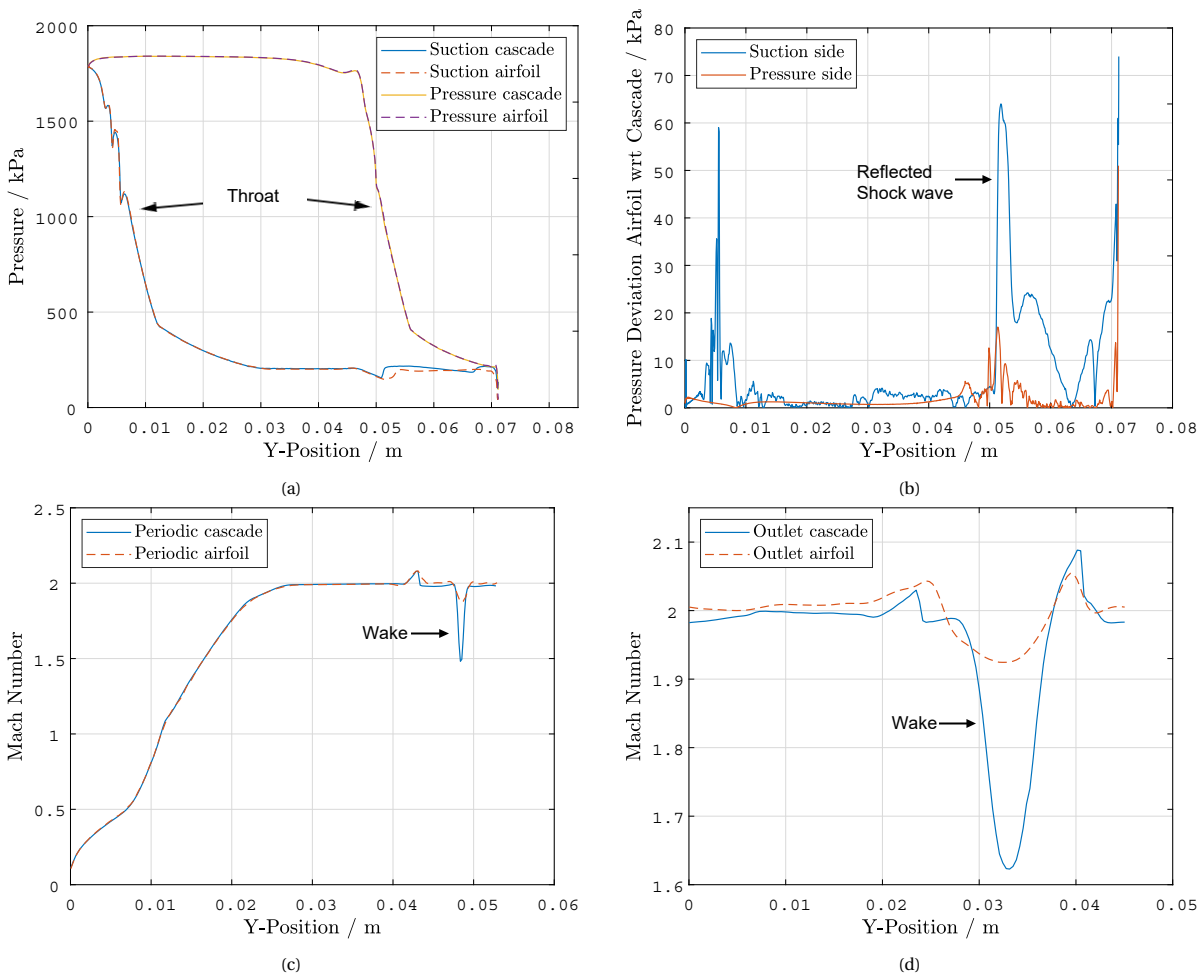 2000
1500
1000
500
0
Pressure / kPa
Suction cascade
Suction airfoil
Pressure cascade
Pressure airfoil
Throat
0 0.01 0.02 0.03 0.04 0.05 0.06 0.07 0.08
Y-Position / m
(a)
80
70
60
50
40
30
20
10
0
Pressure Deviation Airfoil wrt Cascade / kPa
Suction side
Pressure side
Reflected
Shock wave
0 0.01 0.02 0.03 0.04 0.05 0.06 0.07 0.08
Y-Position / m
(b)
2.5
2
1.5
1
0.5
0
Mach Number
Periodic cascade
Periodic airfoil
Wake
0 0.01 0.02 0.03 0.04 0.05 0.06
Y-Position / m
(c)
2.1
2
1.9
1.8
1.7
1.6
Mach Number
Outlet cascade
Outlet airfoil
Wake
0 0.01 0.02 0.03 0.04 0.05
Y-Position / m
(d)